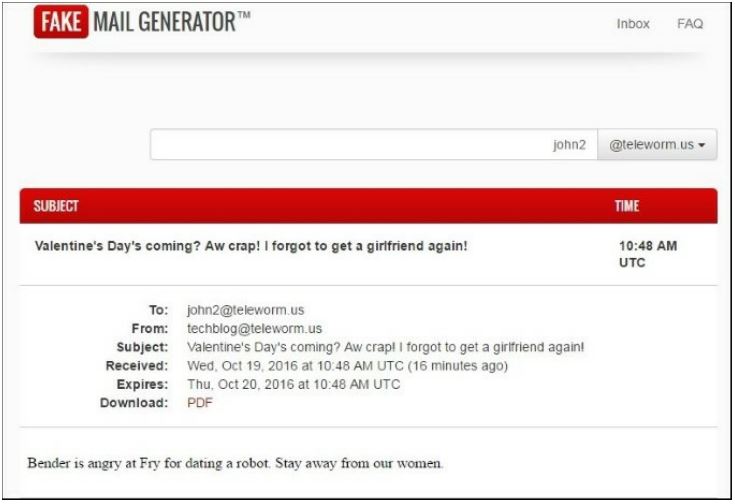 FAKE MAIL GENERATOR™
Inbox FAQ
john2 @teleworm.us
SUBJECT TIME
Valentine's Day's coming? Aw crap! I forgot to get a girlfriend again! 10:48 AM
UTC
To: john2@teleworm.us
From: techblog@teleworm.us
Subject: Valentine's Day's coming? Aw crap! I forgot to get a girlfriend again!
Received: Wed, Oct 19, 2016 at 10:48 AM UTC (16 minutes ago)
Expires: Thu, Oct 20, 2016 at 10:48 AM UTC
Download: PDF
Bender is angry at Fry for dating a robot. Stay away from our women.